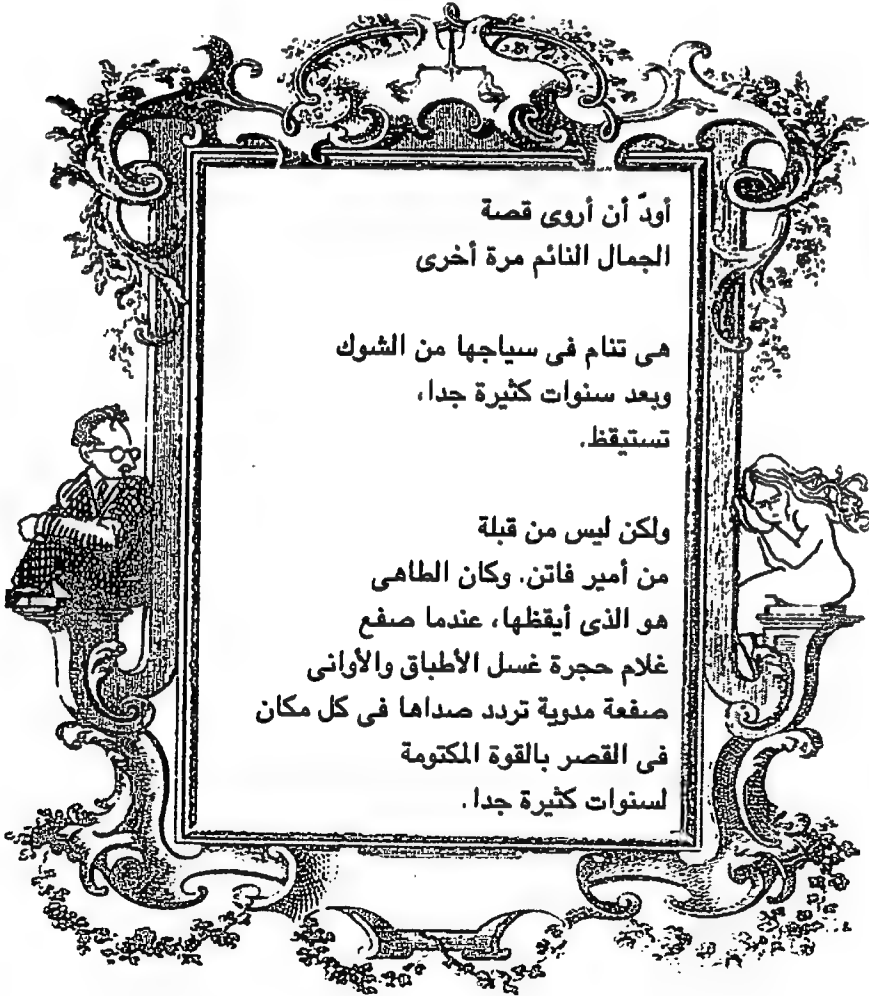 أودّ أن أروى قصة
الجمال النائم مرة أخرى
هى تنام فى سياجها من الشوك
وبعد سنوات كثيرة جدا،
تستيقظ.
ولكن ليس من قبلة
من أمير فاتن. وكان الطاهى
هو الذى أيقظها، عندما صفع
غلام حجرة غسل الأطباق والأوانى
صفعة مدوية تردد صداها فى كل مكان
فى القصر بالقوة المكتومة
لسنوات كثيرة جدا.